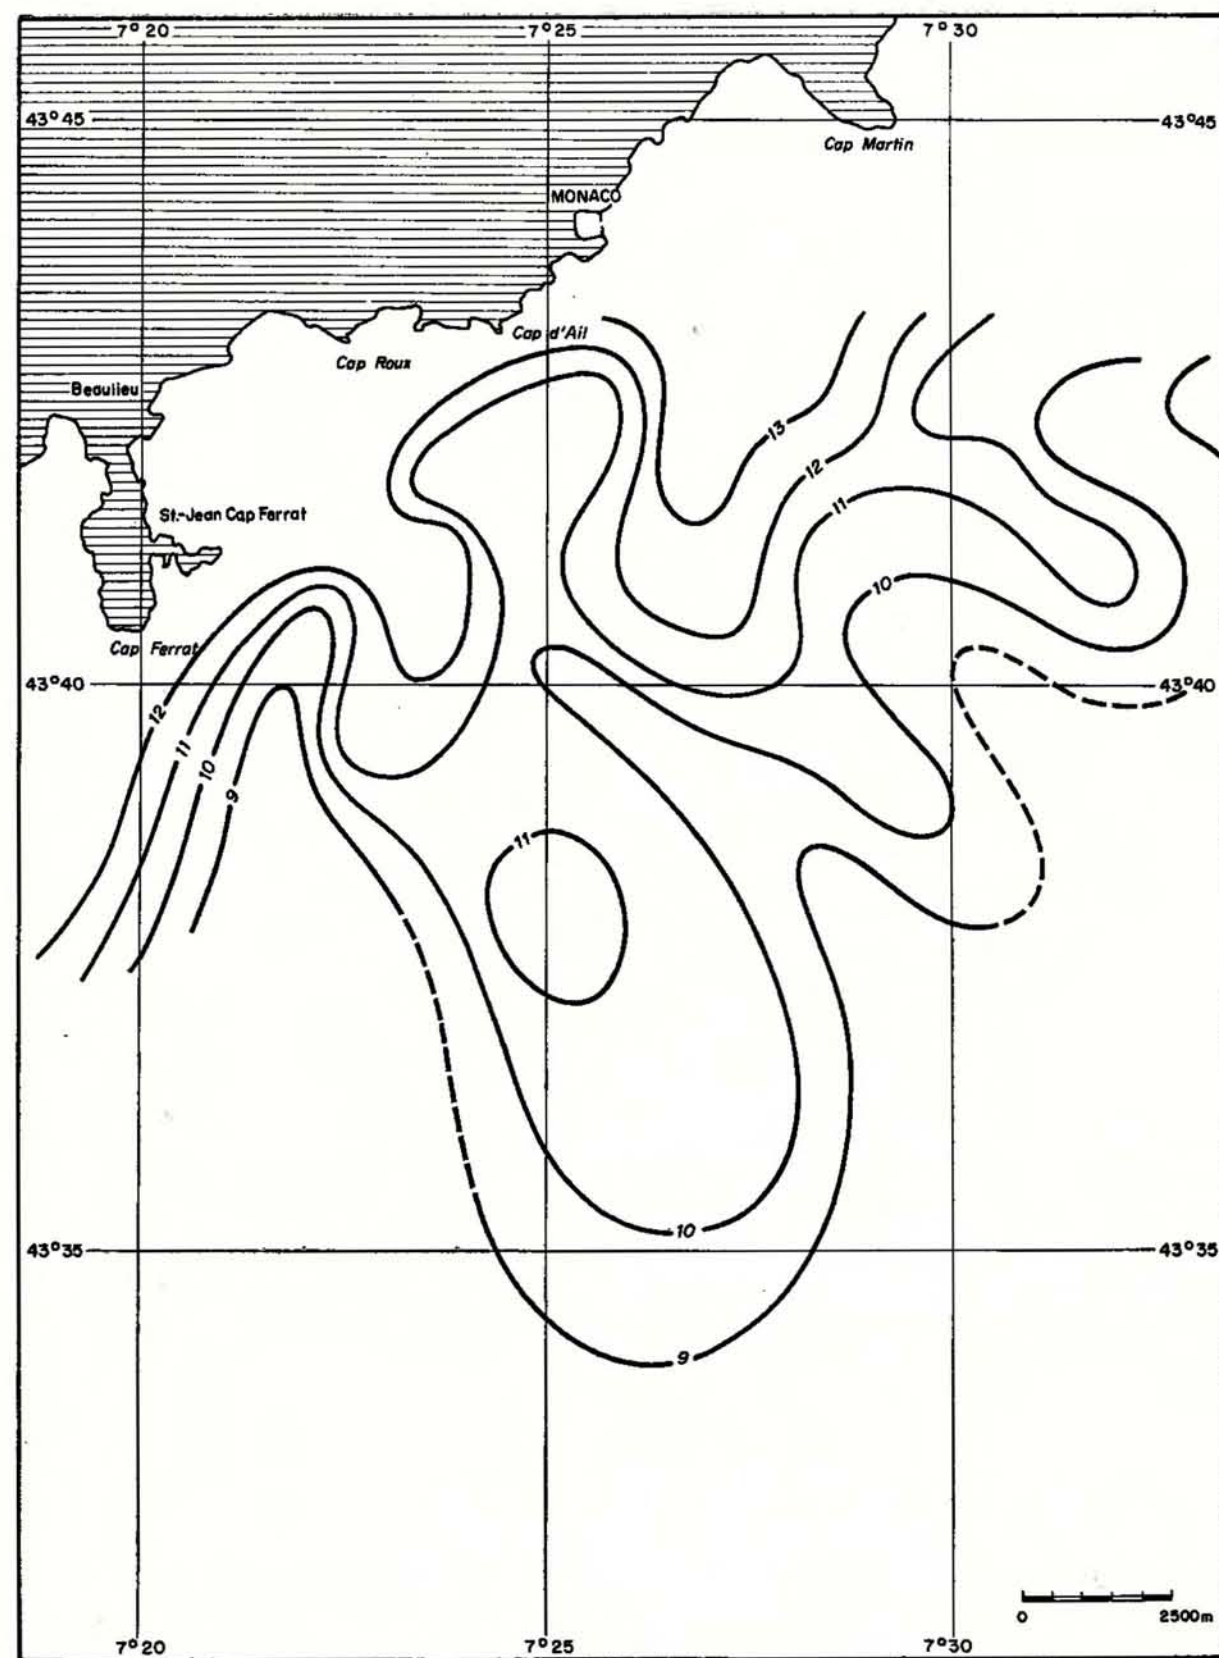 7°20 7°25 7°30
43°45 43°45
Cap Martin
MONACO
Cap d'Ail
Cap Roux
Beaulieu
13
12
11
St.-Jean Cap Ferrat
10
Cap Ferrat
43°40 43°40
12
11
10
9
11
10
43°35 43°35
9
0 2500m
7°20 7°25 7°30